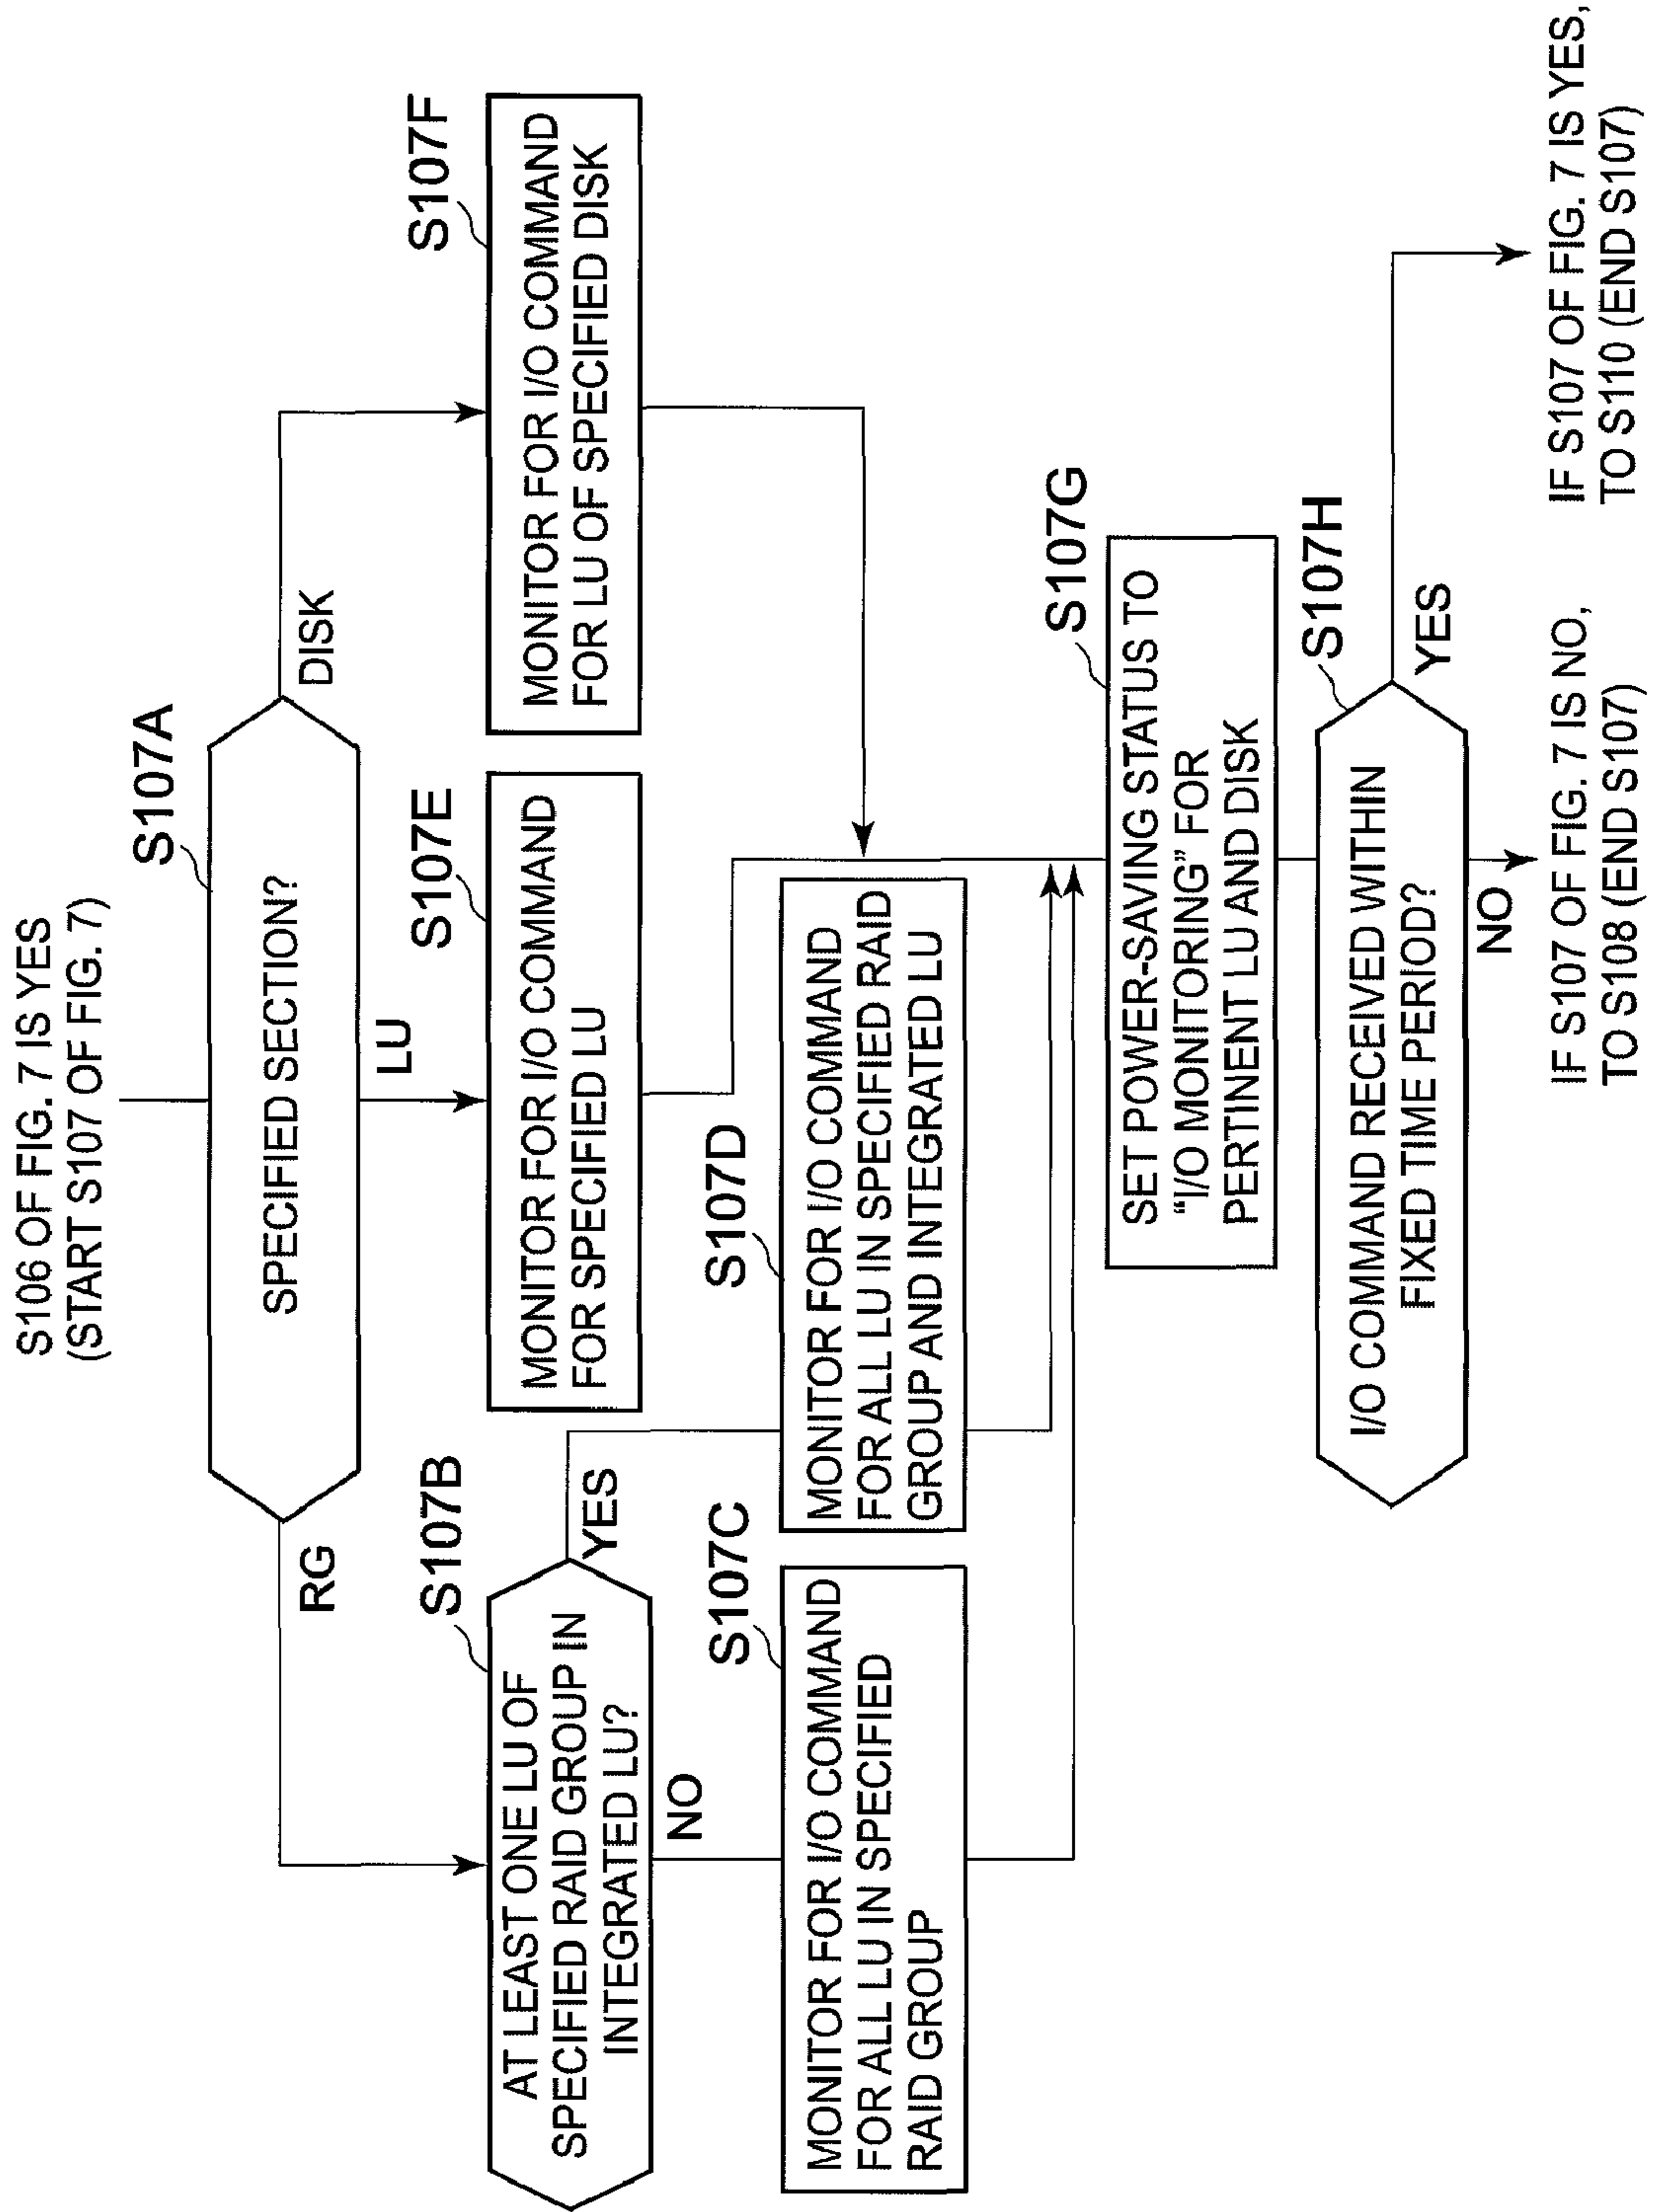 S106 OF FIG. 7 IS YES
(START S107 OF FIG. 7)
S107A
SPECIFIED SECTION?
RG
LU
DISK
S107B
AT LEAST ONE LU OF
SPECIFIED RAID GROUP IN
INTEGRATED LU?
YES
NO
S107E
MONITOR FOR I/O COMMAND
FOR SPECIFIED LU
S107F
MONITOR FOR I/O COMMAND
FOR LU OF SPECIFIED DISK
S107C
MONITOR FOR I/O COMMAND
FOR ALL LU IN SPECIFIED
RAID GROUP
S107D
MONITOR FOR I/O COMMAND
FOR ALL LU IN SPECIFIED RAID
GROUP AND INTEGRATED LU
S107G
SET POWER-SAVING STATUS TO
“I/O MONITORING” FOR
PERTINENT LU AND DISK
S107H
I/O COMMAND RECEIVED WITHIN
FIXED TIME PERIOD?
YES
NO
IF S107 OF FIG. 7 IS NO,
TO S108 (END S107)
IF S107 OF FIG. 7 IS YES,
TO S110 (END S107)